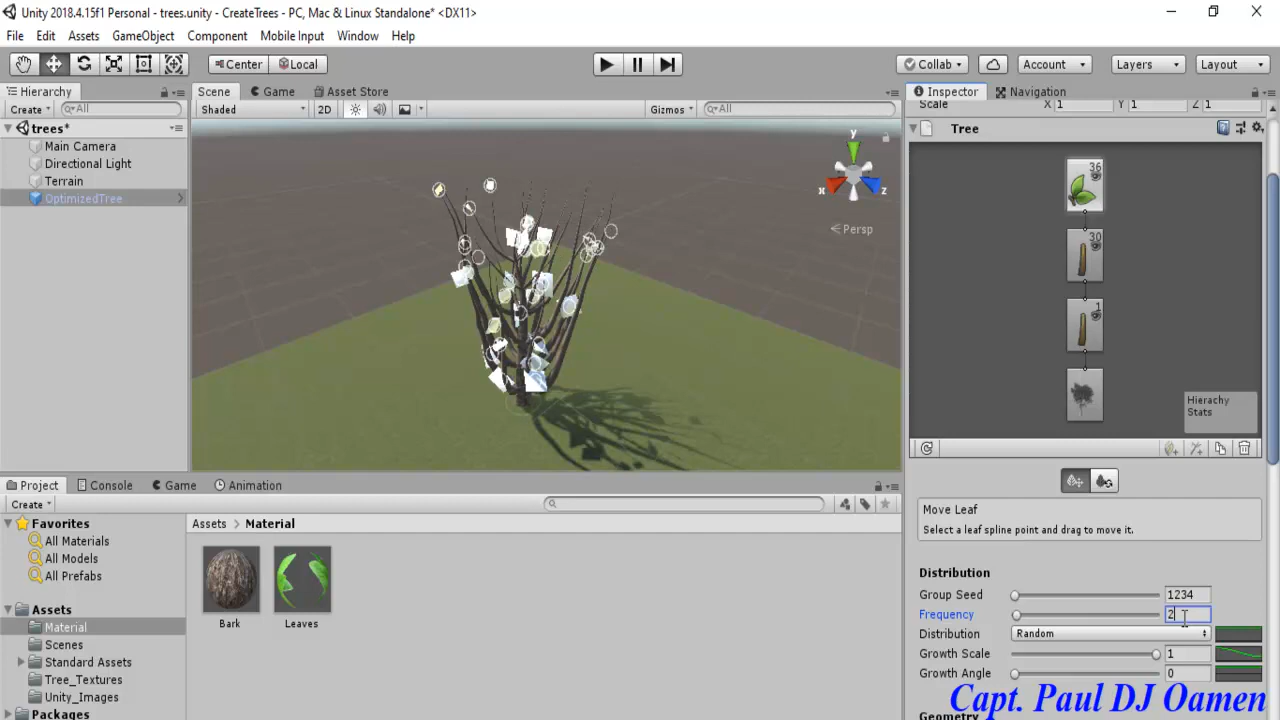 Unity 2018.4.15f1 Personal - trees.unity - CreateTrees - PC, Mac & Linux Standalone* <DX11>
File Edit Assets GameObject Component Mobile Input Window Help
Center Local Collab Account Layers Layout
Hierarchy Scene Game Asset Store Inspector Navigation
Create All Shaded 2D Gizmos All Scale X 1 Y 1 Z 1
trees* Tree
Main Camera
Directional Light
Terrain
OptimizedTree
y
x z
Persp
36
30
1
Hierachy
Stats
Project Console Game Animation
Create
Favorites
All Materials
All Models
All Prefabs
Assets
Material
Scenes
Standard Assets
Tree_Textures
Unity_Images
Packages
Assets > Material
Bark Leaves
Move Leaf
Select a leaf spline point and drag to move it.
Distribution
Group Seed 1234
Frequency 2
Distribution Random
Growth Scale 1
Growth Angle 0
Geometry
Capt. Paul DJ Oamen